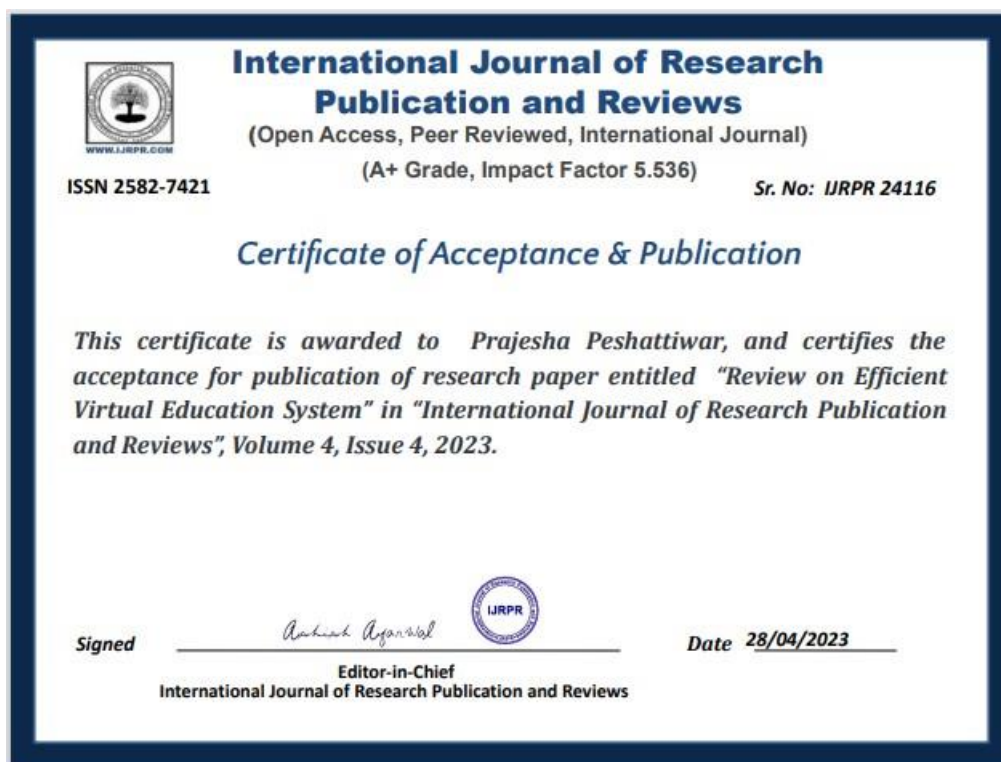 International Journal of Research
Publication and Reviews
(Open Access, Peer Reviewed, International Journal)
(A+ Grade, Impact Factor 5.536)
WWW.IJRPR.COM
ISSN 2582-7421
Sr. No: IJRPR 24116
Certificate of Acceptance & Publication
This certificate is awarded to Prajesha Peshattiwar, and certifies the
acceptance for publication of research paper entitled “Review on Efficient
Virtual Education System” in “International Journal of Research Publication
and Reviews”, Volume 4, Issue 4, 2023.
IJRPR
Signed
Agarwal
Date 28/04/2023
Editor-in-Chief
International Journal of Research Publication and Reviews